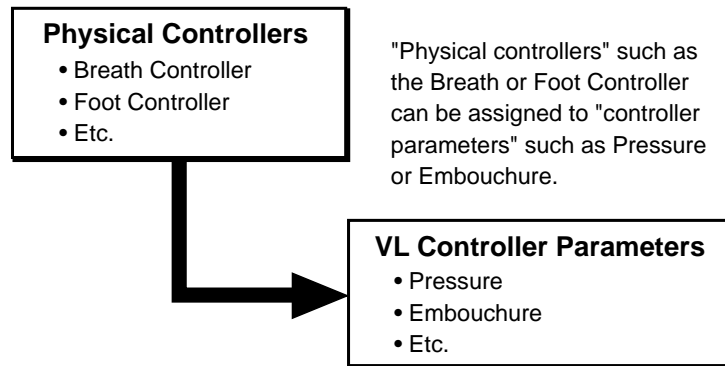 Physical Controllers
• Breath Controller
• Foot Controller
• Etc.
"Physical controllers" such as
the Breath or Foot Controller
can be assigned to "controller
parameters" such as Pressure
or Embouchure.
VL Controller Parameters
• Pressure
• Embouchure
• Etc.